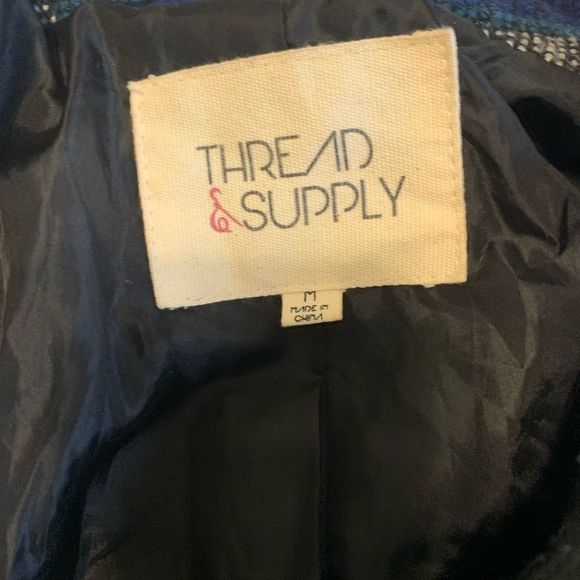 THREAD
& SUPPLY
M
MADE IN
CHINA